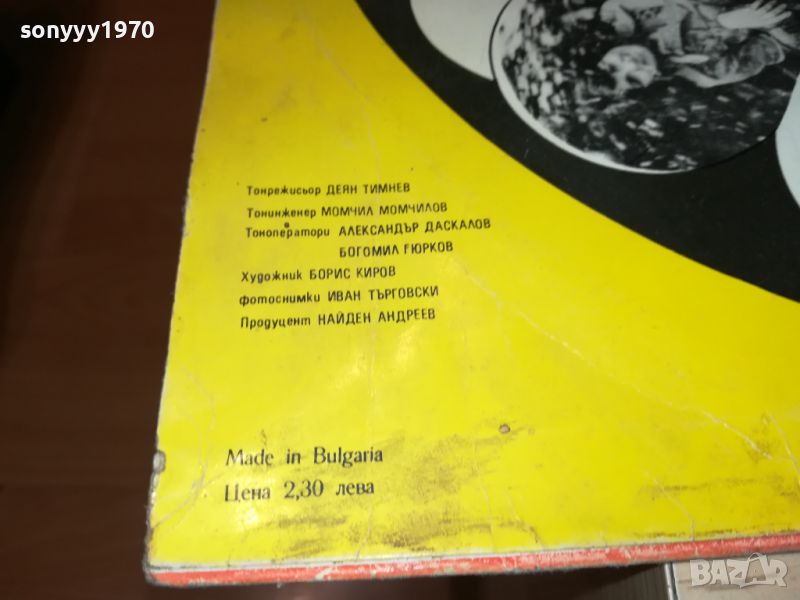 sonyyy1970
Тонрежисьор ДЕЯН ТИМНЕВ
Тонинженер МОМЧИЛ МОМЧИЛОВ
Тоноператори АЛЕКСАНДЪР ДАСКАЛОВ
БОГОМИЛ ГЮРКОВ
Художник БОРИС КИРОВ
фотоснимки ИВАН ТЪРГОВСКИ
Продуцент НАЙДЕН АНДРЕЕВ
Made in Bulgaria
Цена 2,30 лева
BAZAR